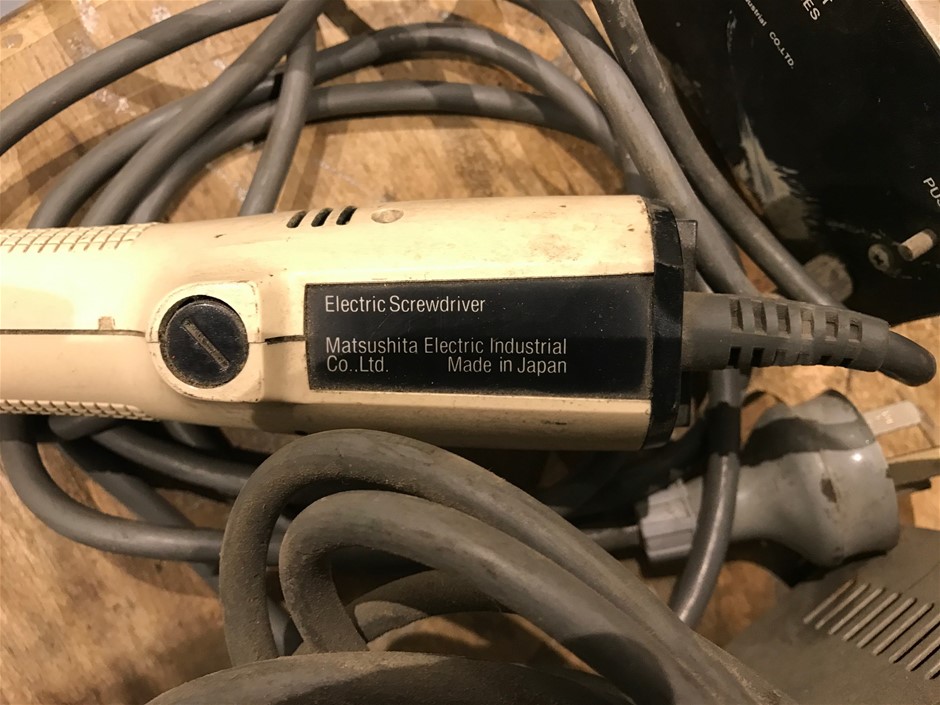 Electric Screwdriver
Matsushita Electric Industrial
Co..Ltd. Made in Japan
CO.,LTD.